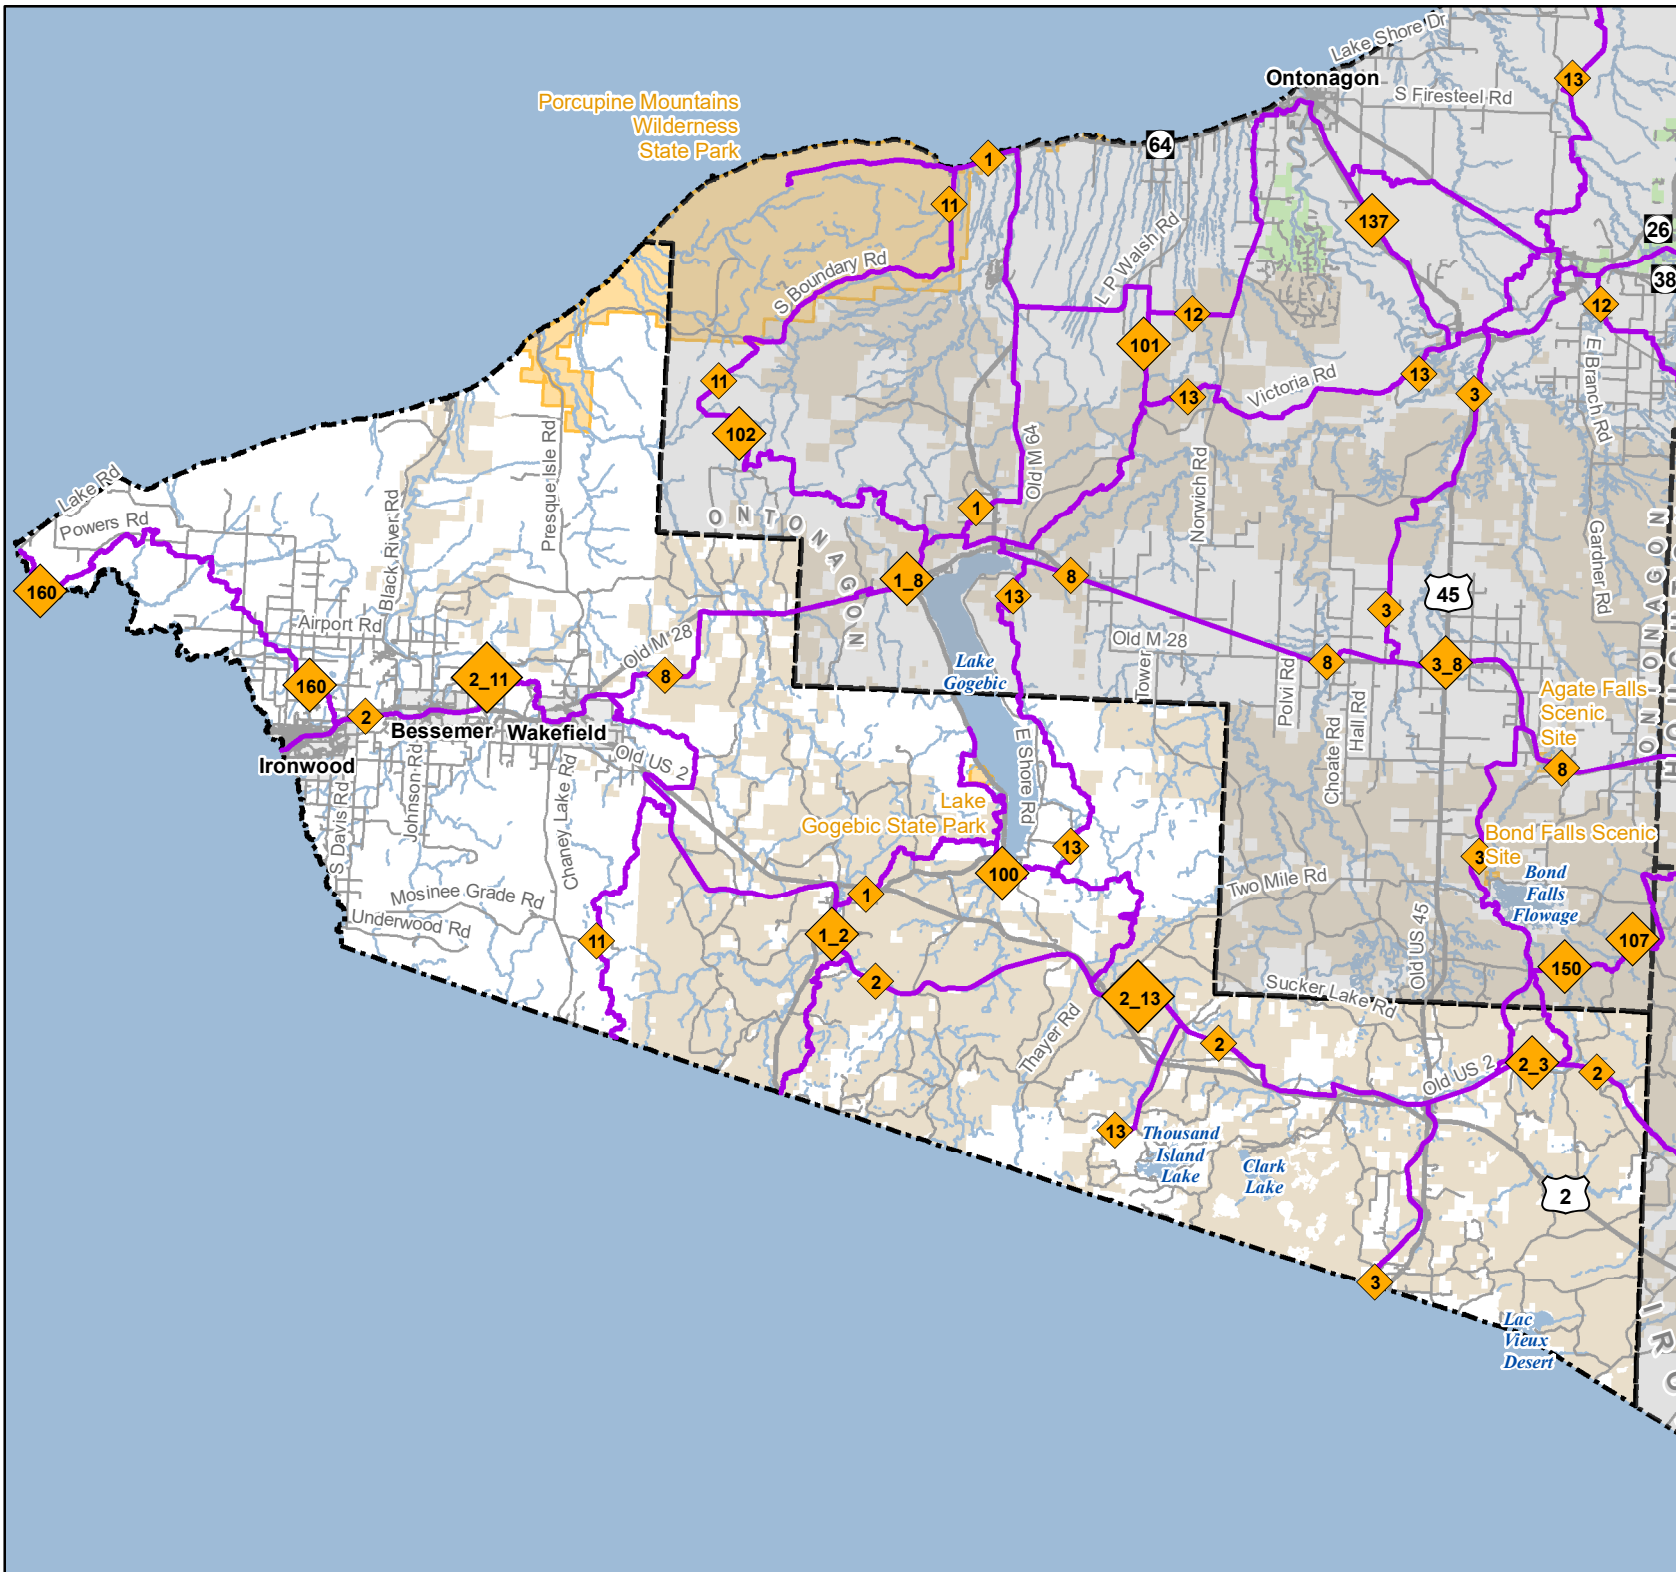 Lake Shore Dr
Ontonagon
S Firesteel Rd
13
Porcupine Mountains
Wilderness
State Park
64
1
11
137
26
38
S Boundary Rd
L P Walsh Rd
12
12
101
E Branch Rd
11
13
Victoria Rd
13
3
102
Old M 64
Norwich Rd
Presque Isle Rd
Lake Rd
Powers Rd
Black River Rd
1
ONTONAGON
Gardner Rd
ONTONAGON
160
1_8
13
8
45
3
Airport Rd
Old M 28
Old M 28
Tower
8
3_8
8
Lake
Gogebic
2_11
160
2
Bessemer
Wakefield
Ironwood
Old US 2
Polvi Rd
Hall Rd
Choate Rd
Agate Falls
Scenic
Site
8
E Shore Rd
S Davis Rd
Johnson Rd
Chaney Lake Rd
Lake
Gogebic State Park
13
Bond Falls Scenic
Site
3
Bond
Falls
Flowage
100
1
Two Mile Rd
Mosinee Grade Rd
Underwood Rd
11
1_2
2
107
150
Old US 45
Sucker Lake Rd
2_13
Thayer Rd
2
2_3
2
Old US 2
13
Thousand
Island
Lake
Clark
Lake
2
3
Lac
Vieux
Desert